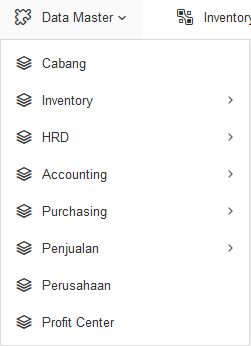 Data Master Inventory
Cabang
Inventory
HRD
Accounting
Purchasing
Penjualan
Perusahaan
Profit Center